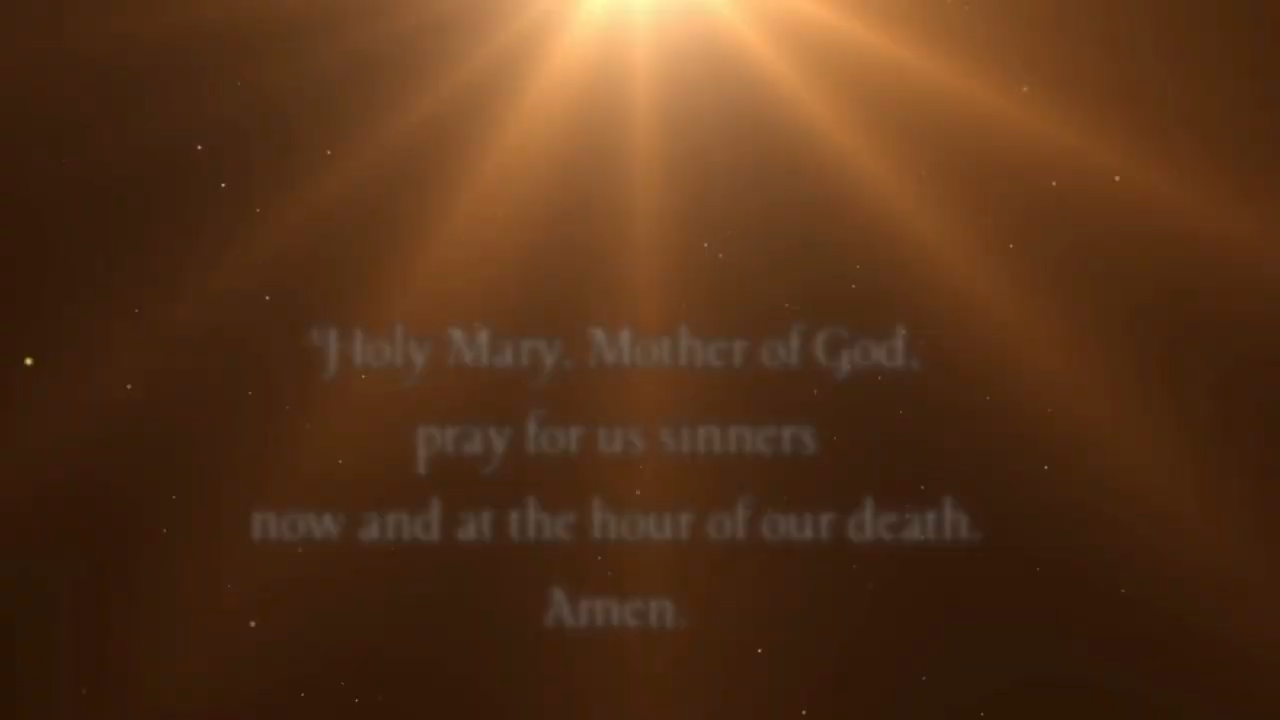 Holy Mary, Mother of God,
pray for us sinners
now and at the hour of our death.
Amen.